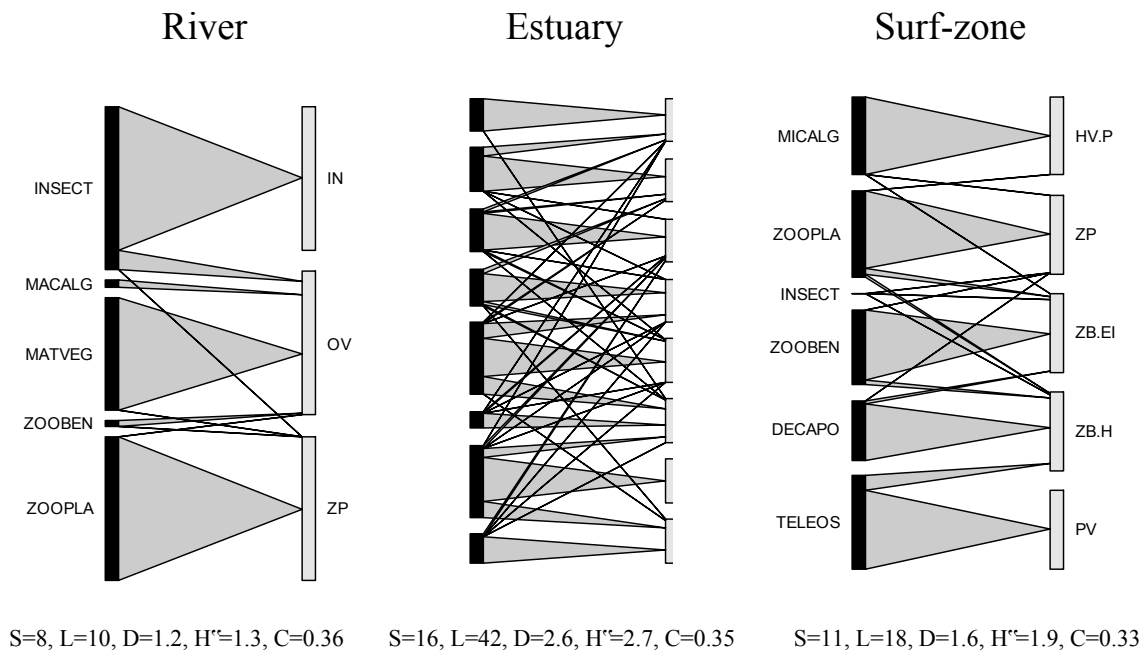 River
Estuary
Surf-zone
INSECT
MACALG
MATVEG
ZOOBEN
ZOOPLA
IN
OV
ZP
MICALG
ZOOPLA
INSECT
ZOOBEN
DECAPO
TELEOS
HV.P
ZP
ZB.EI
ZB.H
PV
S=8, L=10, D=1.2, H‟=1.3, C=0.36
S=16, L=42, D=2.6, H‟=2.7, C=0.35
S=11, L=18, D=1.6, H‟=1.9, C=0.33